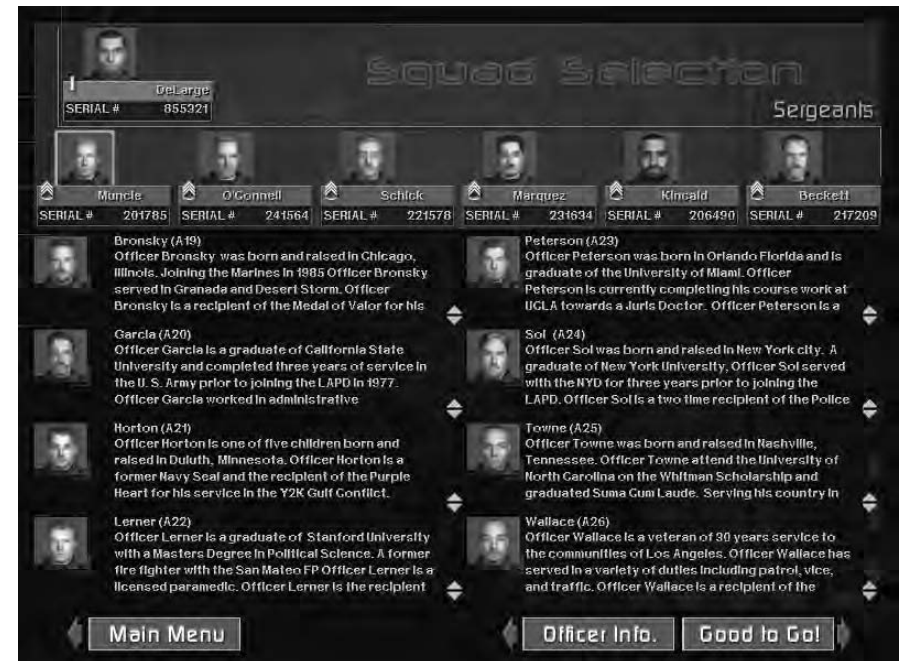 Squad Selection
DeLarge
SERIAL # 855321
Sergeants
Muncie O'Connell Schick Marquez Kincaid Beckett
SERIAL # 201785 SERIAL # 241564 SERIAL # 221578 SERIAL # 231634 SERIAL # 206490 SERIAL # 217209
Bronsky (A19)
Officer Bronsky was born and raised in Chicago,
Illinois. Joining the Marines in 1985 Officer Bronsky
served in Granada and Desert Storm. Officer
Bronsky is a recipient of the Medal of Valor for his
Garcia (A20)
Officer Garcia is a graduate of California State
University and completed three years of service in
the U. S. Army prior to joining the LAPD in 1977.
Officer Garcia worked in administrative
Horton (A21)
Officer Horton is one of five children born and
raised in Duluth, Minnesota. Officer Horton is a
former Navy Seal and the recipient of the Purple
Heart for his service in the Y2K Gulf Conflict.
Lerner (A22)
Officer Lerner is a graduate of Stanford University
with a Masters Degree in Political Science. A former
fire fighter with the San Mateo FP Officer Lerner is a
licensed paramedic. Officer Lerner is the recipient
Peterson (A23)
Officer Peterson was born in Orlando Florida and is
graduate of the University of Miami. Officer
Peterson is currently completing his course work at
UCLA towards a Juris Doctor. Officer Peterson is a
Sol (A24)
Officer Sol was born and raised in New York city. A
graduate of New York University, Officer Sol served
with the NYD for three years prior to joining the
LAPD. Officer Sol is a two time recipient of the Police
Towne (A25)
Officer Towne was born and raised in Nashville,
Tennessee. Officer Towne attend the University of
North Carolina on the Whitman Scholarship and
graduated Suma Cum Laude. Serving his country in
Wallace (A26)
Officer Wallace is a veteran of 30 years service to
the communities of Los Angeles. Officer Wallace has
served in a variety of duties including patrol, vice,
and traffic. Officer Wallace is a recipient of the
Main Menu
Officer Info.
Good to Go!